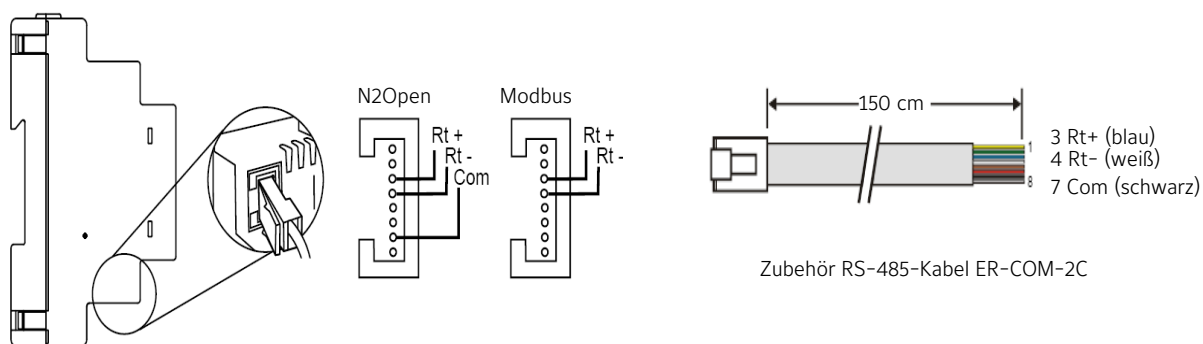 N2Open
Rt +
Rt -
Com
Modbus
Rt +
Rt -
150 cm
1
8
3 Rt+ (blau)
4 Rt- (weiß)
7 Com (schwarz)
Zubehör RS-485-Kabel ER-COM-2C